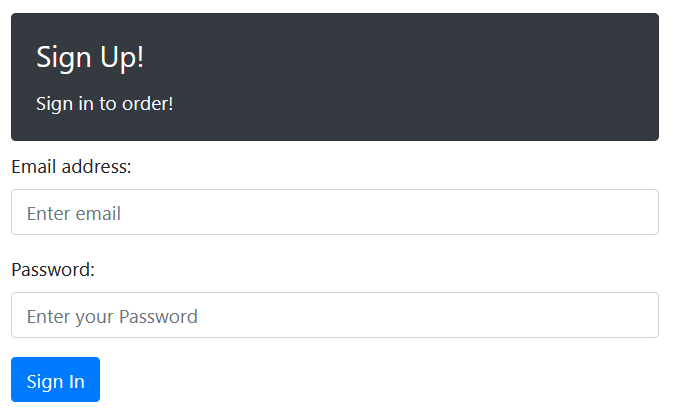 Sign Up!
Sign in to order!
Email address:
Enter email
Password:
Enter your Password
Sign In